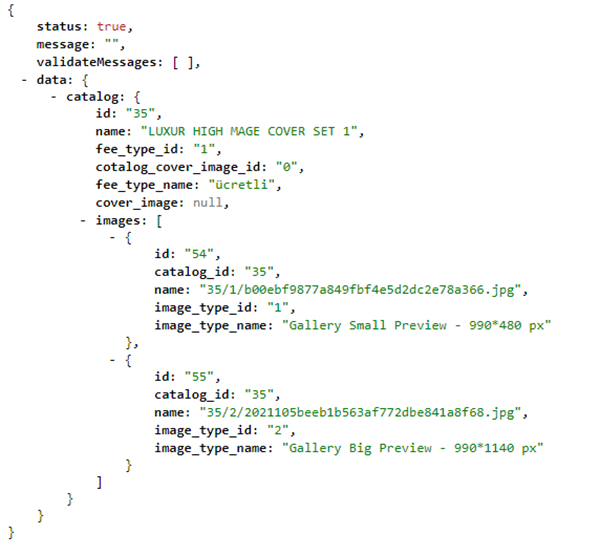 {
status: true,
message: "",
validateMessages: [ ],
- data: {
- catalog: {
id: "35",
name: "LUXUR HIGH MAGE COVER SET 1",
fee_type_id: "1",
cotalog_cover_image_id: "0",
fee_type_name: "ücretli",
cover_image: null,
- images: [
- {
id: "54",
catalog_id: "35",
name: "35/1/b00ebf9877a849fbf4e5d2dc2e78a366.jpg",
image_type_id: "1",
image_type_name: "Gallery Small Preview - 990*480 px"
},
- {
id: "55",
catalog_id: "35",
name: "35/2/2021105beeb1b563af772dbe841a8f68.jpg",
image_type_id: "2",
image_type_name: "Gallery Big Preview - 990*1140 px"
}
]
}
}
}